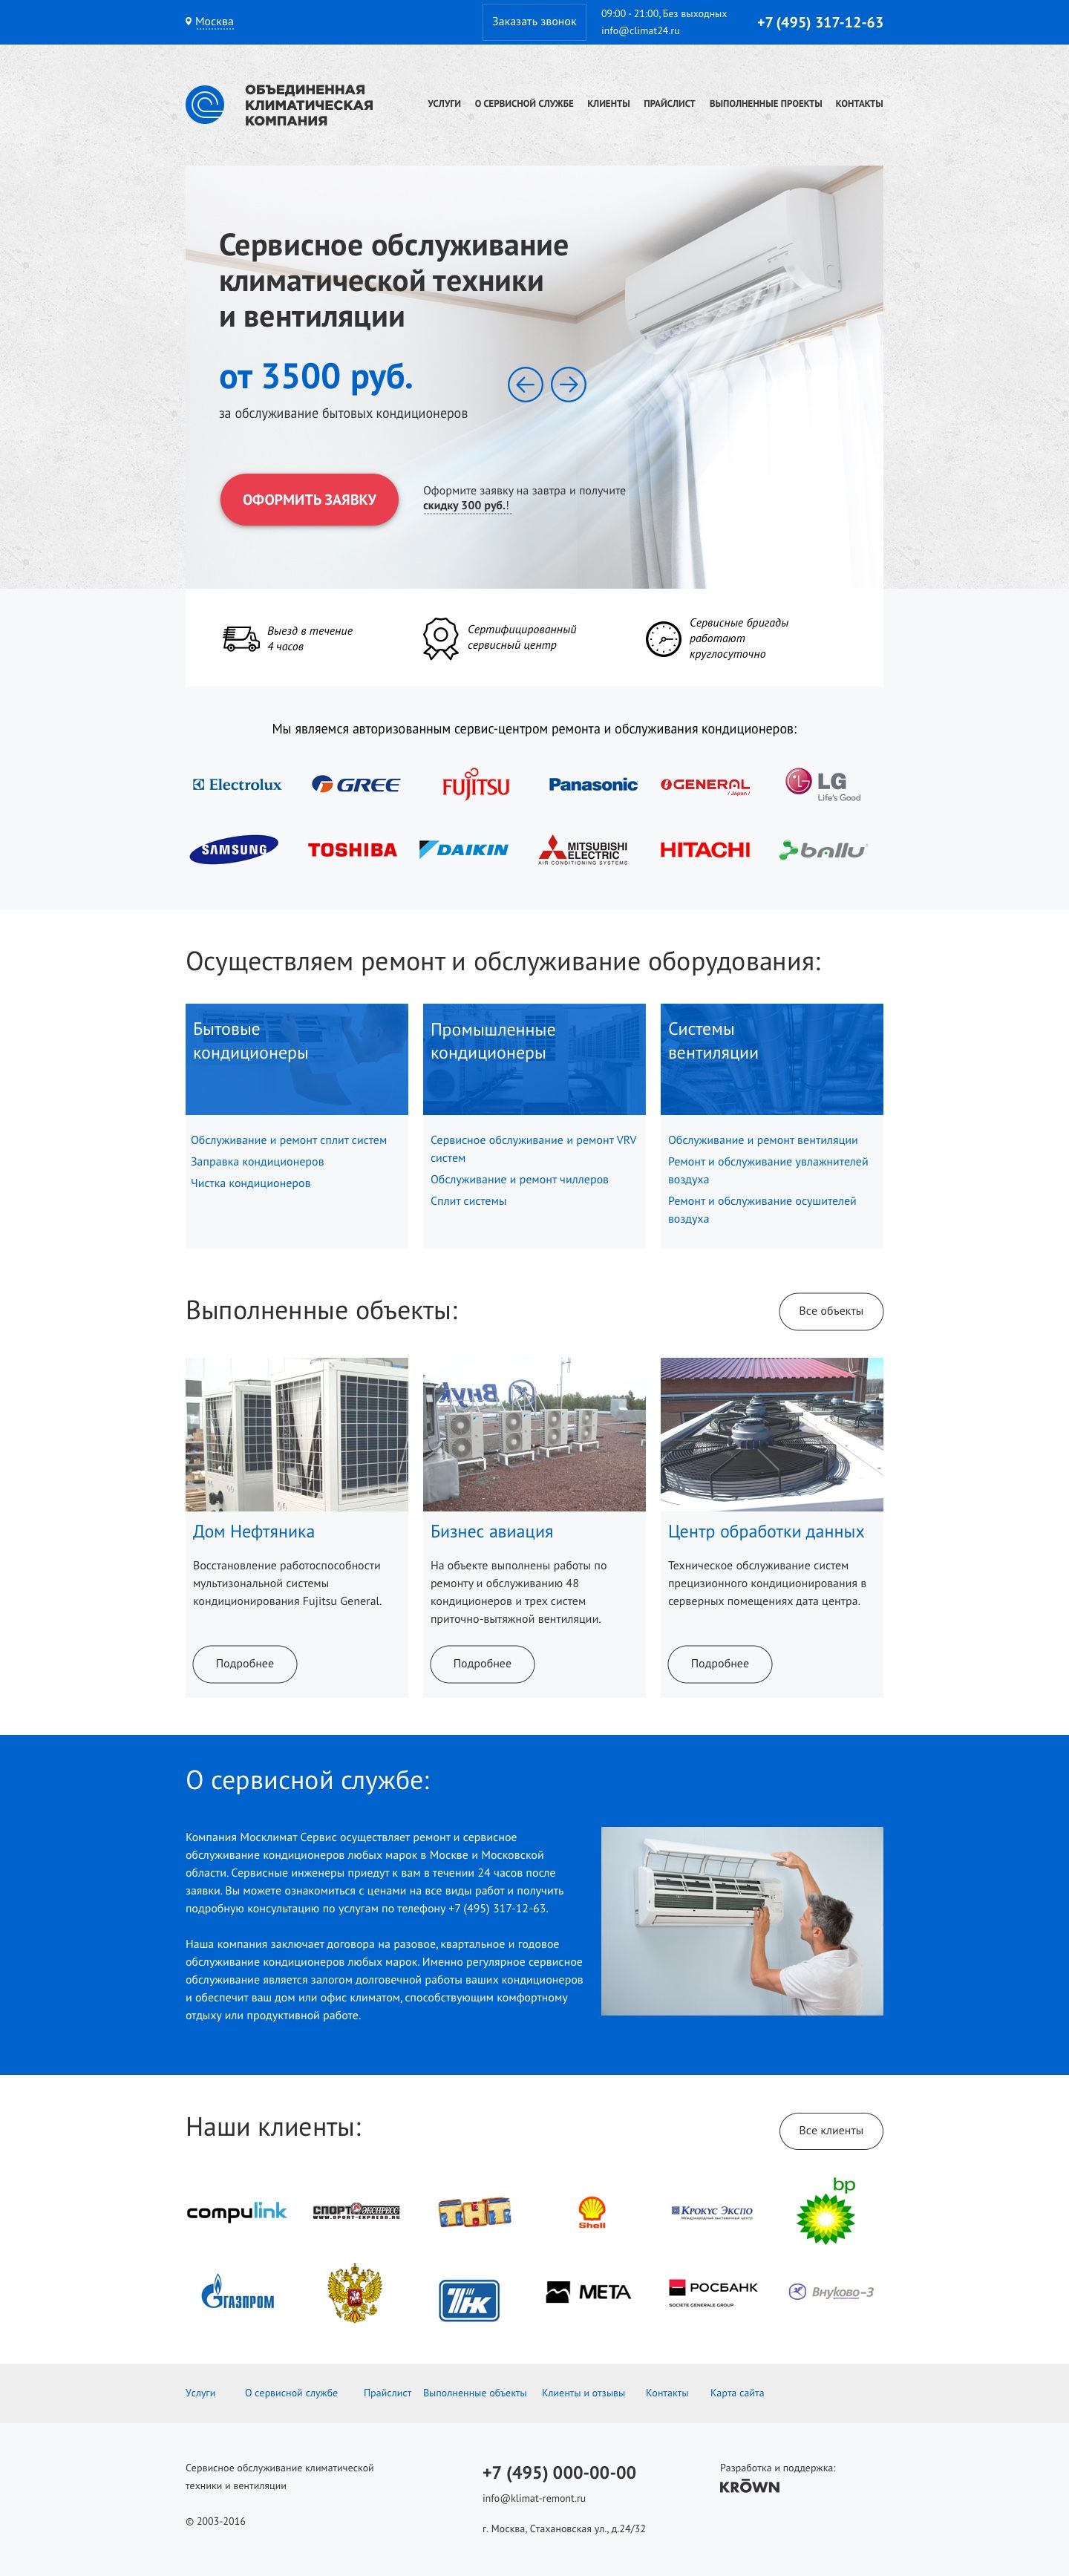 Москва
Заказать звонок
09:00 - 21:00, Без выходных
info@climat24.ru
+7 (495) 317-12-63
ОБЪЕДИНЕННАЯ
КЛИМАТИЧЕСКАЯ
КОМПАНИЯ
УСЛУГИ О СЕРВИСНОЙ СЛУЖБЕ КЛИЕНТЫ ПРАЙСЛИСТ ВЫПОЛНЕННЫЕ ПРОЕКТЫ КОНТАКТЫ
Сервисное обслуживание
климатической техники
и вентиляции
от 3500 руб.
за обслуживание бытовых кондиционеров
ОФОРМИТЬ ЗАЯВКУ
Оформите заявку на завтра и получите
скидку 300 руб.!
Выезд в течение
4 часов
Сертифицированный
сервисный центр
Сервисные бригады
работают
круглосуточно
Мы являемся авторизованным сервис-центром ремонта и обслуживания кондиционеров:
Electrolux GREE FUJITSU Panasonic GENERAL LG
/Japan/ Life's Good
SAMSUNG TOSHIBA DAIKIN MITSUBISHI HITACHI ballu
ELECTRIC
AIR CONDITIONING SYSTEMS
Осуществляем ремонт и обслуживание оборудования:
Бытовые
кондиционеры
Обслуживание и ремонт сплит систем
Заправка кондиционеров
Чистка кондиционеров
Промышленные
кондиционеры
Сервисное обслуживание и ремонт VRV
систем
Обслуживание и ремонт чиллеров
Сплит системы
Системы
вентиляции
Обслуживание и ремонт вентиляции
Ремонт и обслуживание увлажнителей
воздуха
Ремонт и обслуживание осушителей
воздуха
Выполненные объекты:
Все объекты
Дом Нефтяника
Восстановление работоспособности
мультизональной системы
кондиционирования Fujitsu General.
Подробнее
Бизнес авиация
На объекте выполнены работы по
ремонту и обслуживанию 48
кондиционеров и трех систем
приточно-вытяжной вентиляции.
Подробнее
Центр обработки данных
Техническое обслуживание систем
прецизионного кондиционирования в
серверных помещениях дата центра.
Подробнее
О сервисной службе:
Компания Москлимат Сервис осуществляет ремонт и сервисное
обслуживание кондиционеров любых марок в Москве и Московской
области. Сервисные инженеры приедут к вам в течении 24 часов после
заявки. Вы можете ознакомиться с ценами на все виды работ и получить
подробную консультацию по услугам по телефону +7 (495) 317-12-63.
Наша компания заключает договора на разовое, квартальное и годовое
обслуживание кондиционеров любых марок. Именно регулярное сервисное
обслуживание является залогом долговечной работы ваших кондиционеров
и обеспечит ваш дом или офис климатом, способствующим комфортному
отдыху или продуктивной работе.
Наши клиенты:
Все клиенты
compulink СПОРТ ЭКСПРЕСС ТНТ Shell КРОКУС ЭКСПО bp
WWW.SPORT-EXPRESS.RU Международный выставочный центр
ГАЗПРОМ ТНК МЕТА РОСБАНК Внуково-3
SOCIETE GENERALE GROUP
Услуги О сервисной службе Прайслист Выполненные объекты Клиенты и отзывы Контакты Карта сайта
Сервисное обслуживание климатической
техники и вентиляции
© 2003-2016
+7 (495) 000-00-00
info@klimat-remont.ru
г. Москва, Стахановская ул., д.24/32
Разработка и поддержка:
KRŌWN